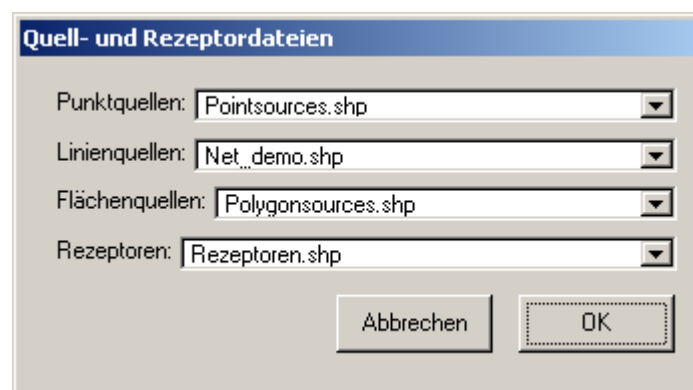 Quell- und Rezeptordateien
Punktquellen: Pointsources.shp
Linienquellen: Net_demo.shp
Flächenquellen: Polygonsources.shp
Rezeptoren: Rezeptoren.shp
Abbrechen OK